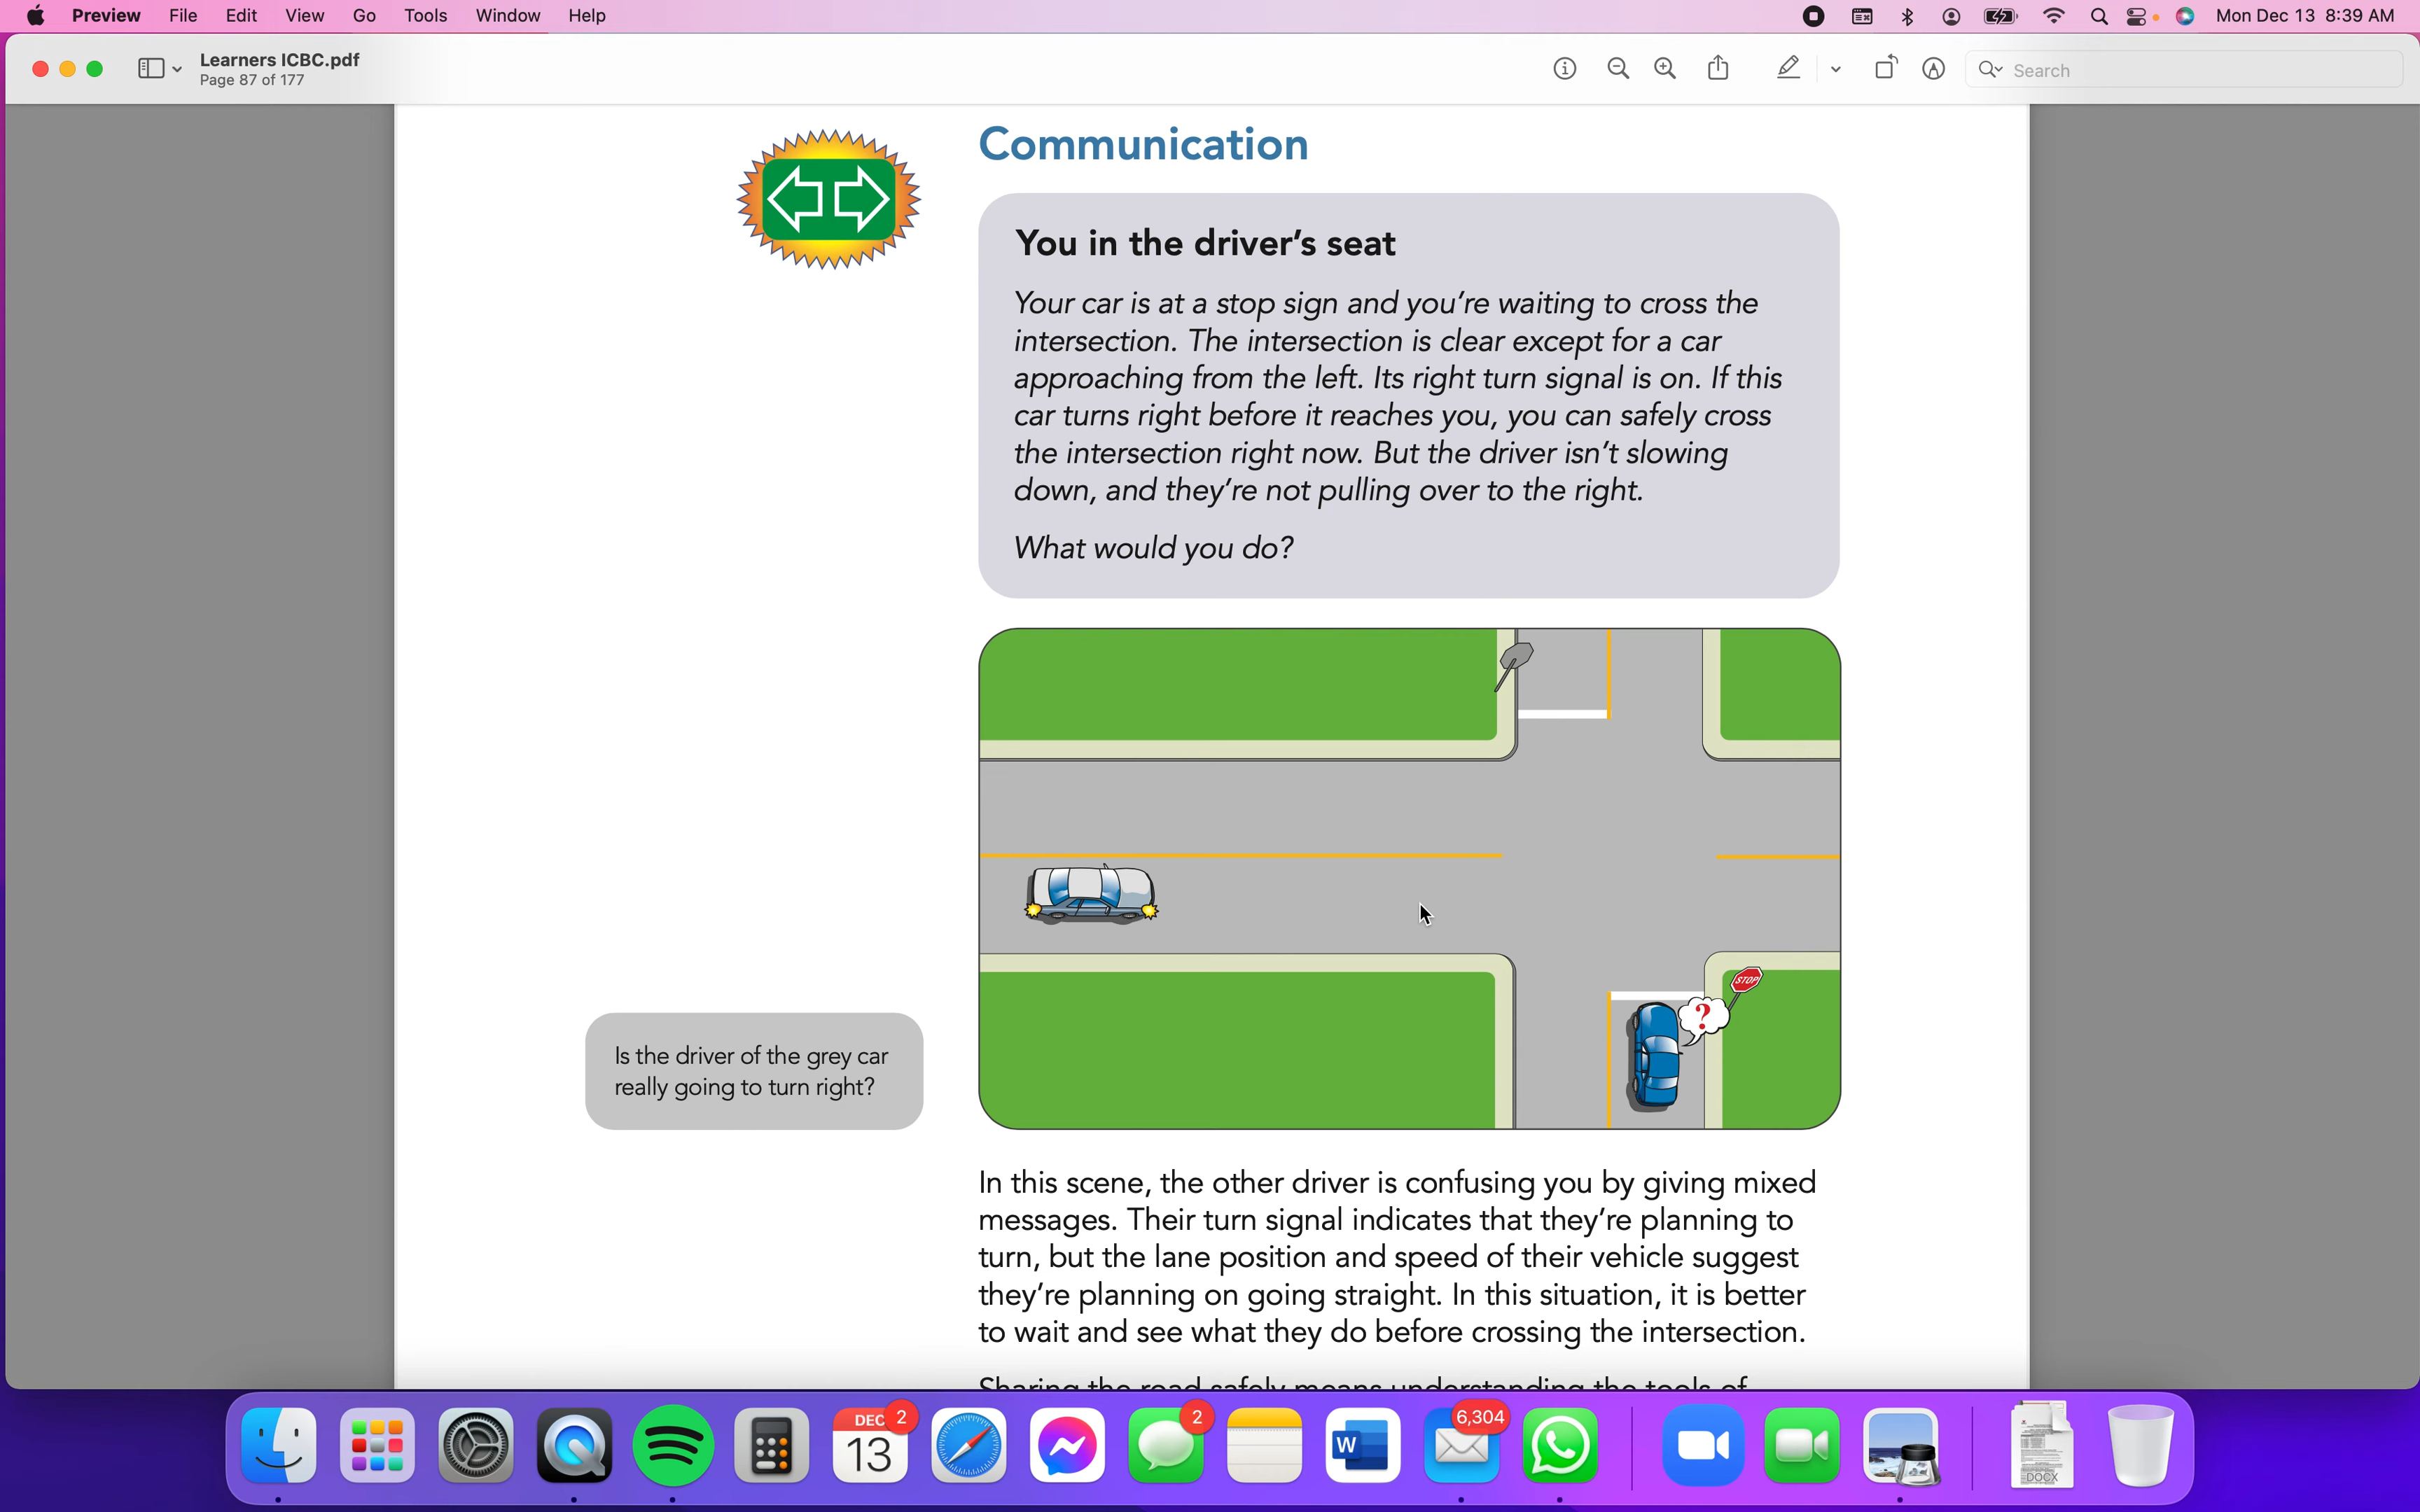 Preview File Edit View Go Tools Window Help
Mon Dec 13 8:39 AM
Learners ICBC.pdf
Page 87 of 177
Search
Communication
You in the driver's seat
Your car is at a stop sign and you're waiting to cross the
intersection. The intersection is clear except for a car
approaching from the left. Its right turn signal is on. If this
car turns right before it reaches you, you can safely cross
the intersection right now. But the driver isn't slowing
down, and they're not pulling over to the right.
What would you do?
STOP
?
Is the driver of the grey car
really going to turn right?
In this scene, the other driver is confusing you by giving mixed
messages. Their turn signal indicates that they're planning to
turn, but the lane position and speed of their vehicle suggest
they're planning on going straight. In this situation, it is better
to wait and see what they do before crossing the intersection.
Sharing the road safely means understanding the tools of
DEC 2
13
2
W
6,304
DOCX